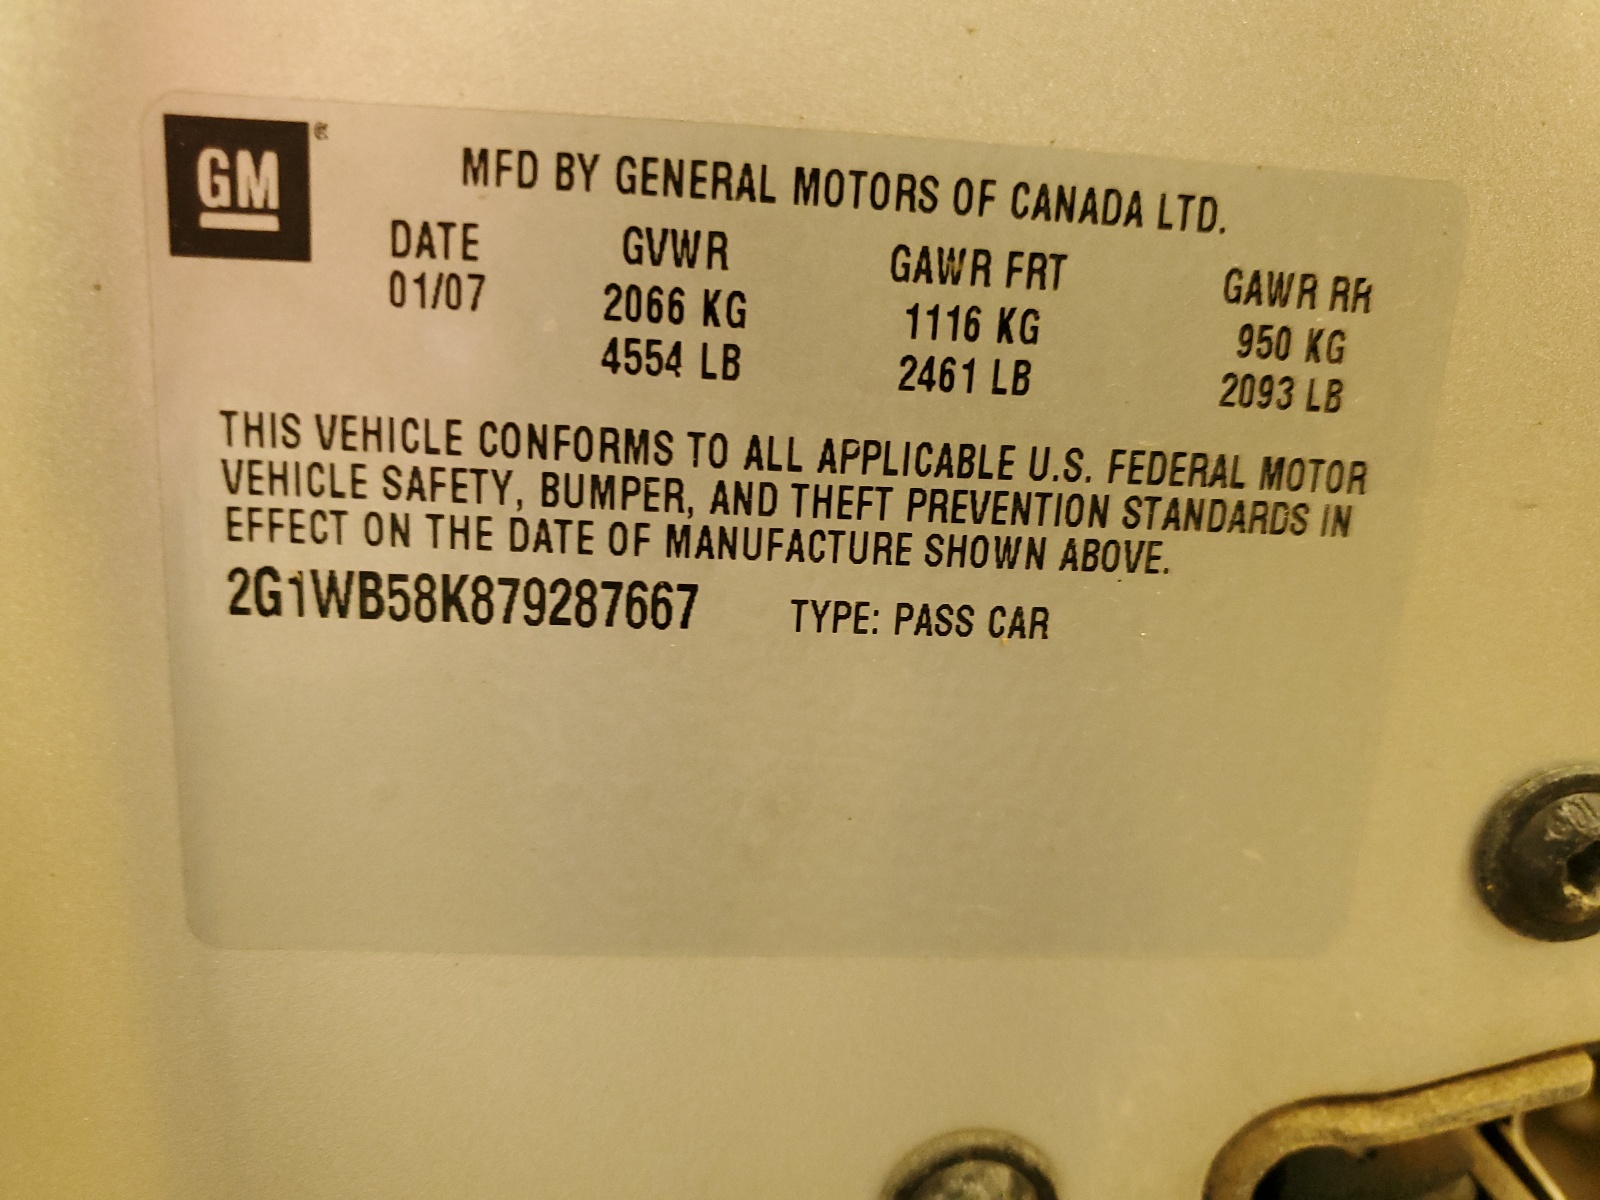 GM®
MFD BY GENERAL MOTORS OF CANADA LTD.
DATE GVWR GAWR FRT GAWR RR
01/07 2066 KG 1116 KG 950 KG
4554 LB 2461 LB 2093 LB
THIS VEHICLE CONFORMS TO ALL APPLICABLE U.S. FEDERAL MOTOR
VEHICLE SAFETY, BUMPER, AND THEFT PREVENTION STANDARDS IN
EFFECT ON THE DATE OF MANUFACTURE SHOWN ABOVE.
2G1WB58K879287667 TYPE: PASS CAR